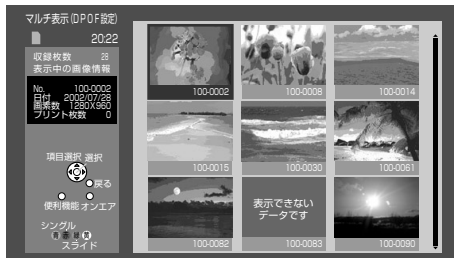 マルチ表示(DPOF設定)
20:22
収録枚数 28
表示中の画像情報
No. 100-0002
日付 2002/07/28
画素数 1280X960
プリント枚数 0
項目選択 選択
戻る
便利機能 オンエア
シングル
青 赤 緑 黄
スライド
100-0002
100-0008
100-0014
100-0015
100-0030
100-0061
100-0082
表示できない
データです
100-0083
100-0090